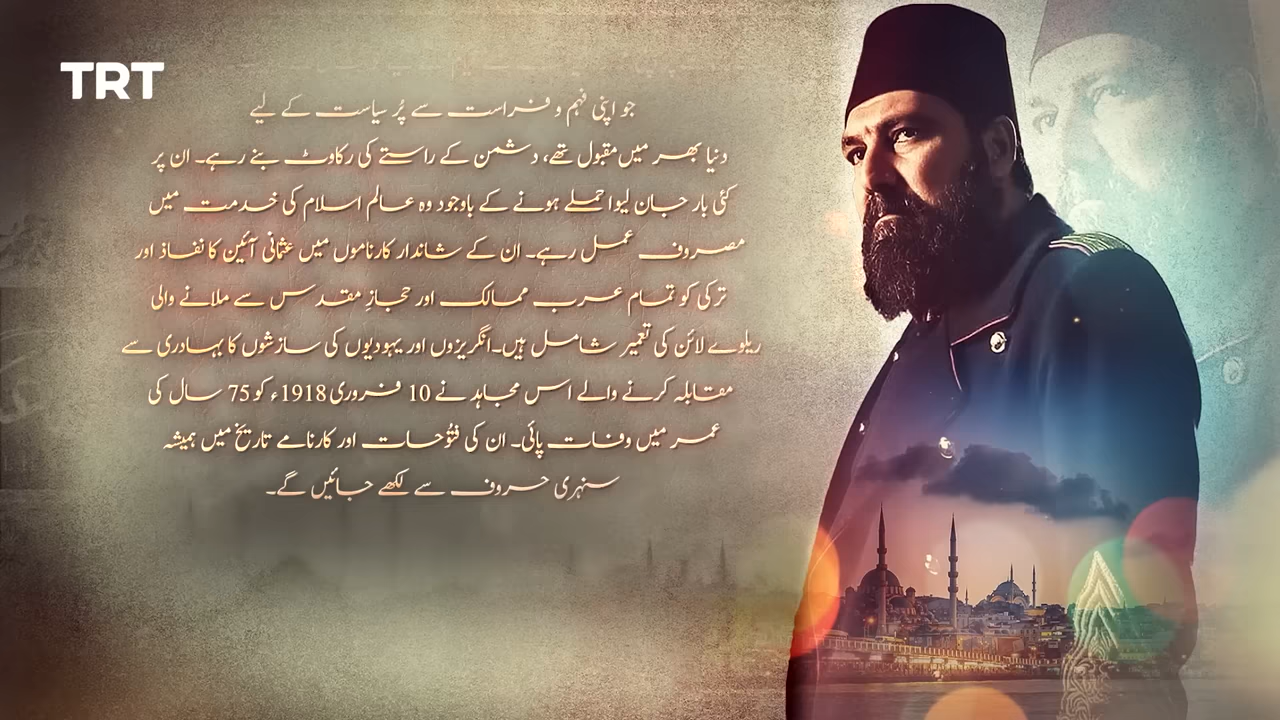 TRT
جو اپنی فہم و فراست سے پُر سیاست کے لیے
دنیا بھر میں مقبول تھے، دشمن کے راستے کی رکاوٹ بنے رہے۔ ان پر
کئی بار جان لیوا حملے ہونے کے باوجود وہ عالم اسلام کی خدمت میں
مصروف عمل رہے۔ ان کے شاندار کارناموں میں عثمانی آئین کا نفاذ اور
ترکی کو تمام عرب ممالک اور حجازِ مقدس سے ملانے والی
ریلوے لائن کی تعمیر شامل ہیں۔انگریزوں اور یہودیوں کی سازشوں کا بہادری سے
مقابلہ کرنے والے اس مجاہد نے 10 فروری 1918ء کو 75 سال کی
عمر میں وفات پائی۔ ان کی فتوُحات اور کارنامے تاریخ میں ہمیشہ
سنہری حروف سے لکھے جائیں گے۔